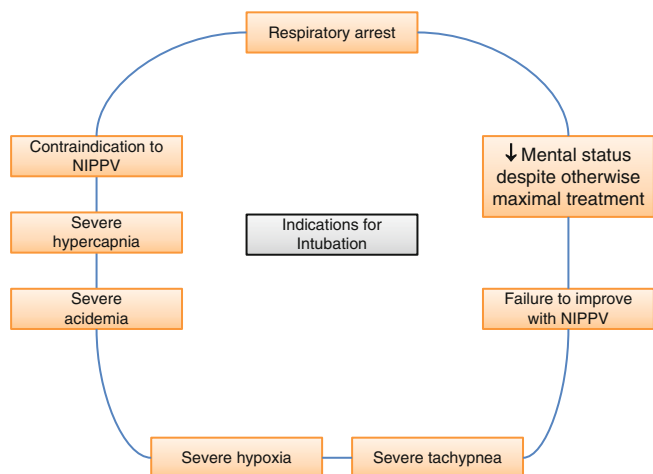 Respiratory arrest
Contraindication to
NIPPV
↓ Mental status
despite otherwise
maximal treatment
Severe
hypercapnia
Indications for
Intubation
Severe
acidemia
Failure to improve
with NIPPV
Severe hypoxia
Severe tachypnea